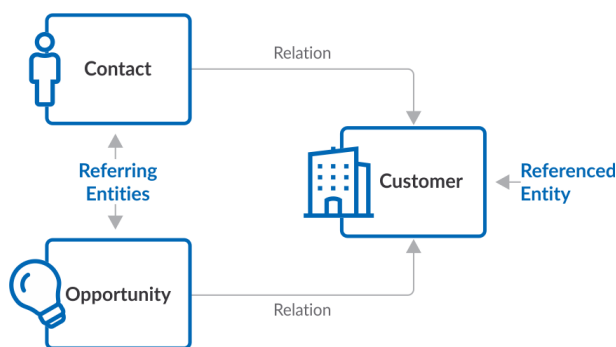 Contact
Relation
Referring
Entities
Customer
Referenced
Entity
Opportunity
Relation